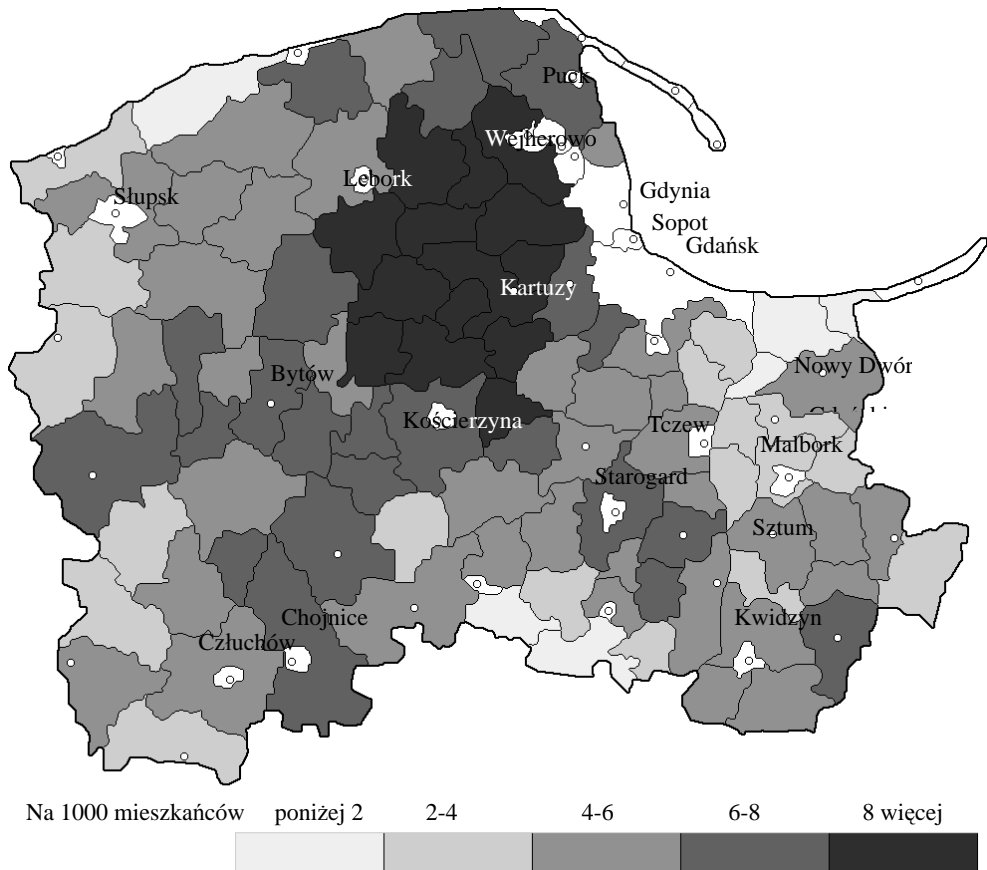 Puck
Wejherowo
Lębork
Słupsk
Gdynia
Sopot
Gdańsk
Kartuzy
Nowy Dwór
Bytów
Kościerzyna
Tczew
Malbork
Starogard
Sztum
Chojnice
Człuchów
Kwidzyn
Na 1000 mieszkańców poniżej 2 2-4 4-6 6-8 8 więcej